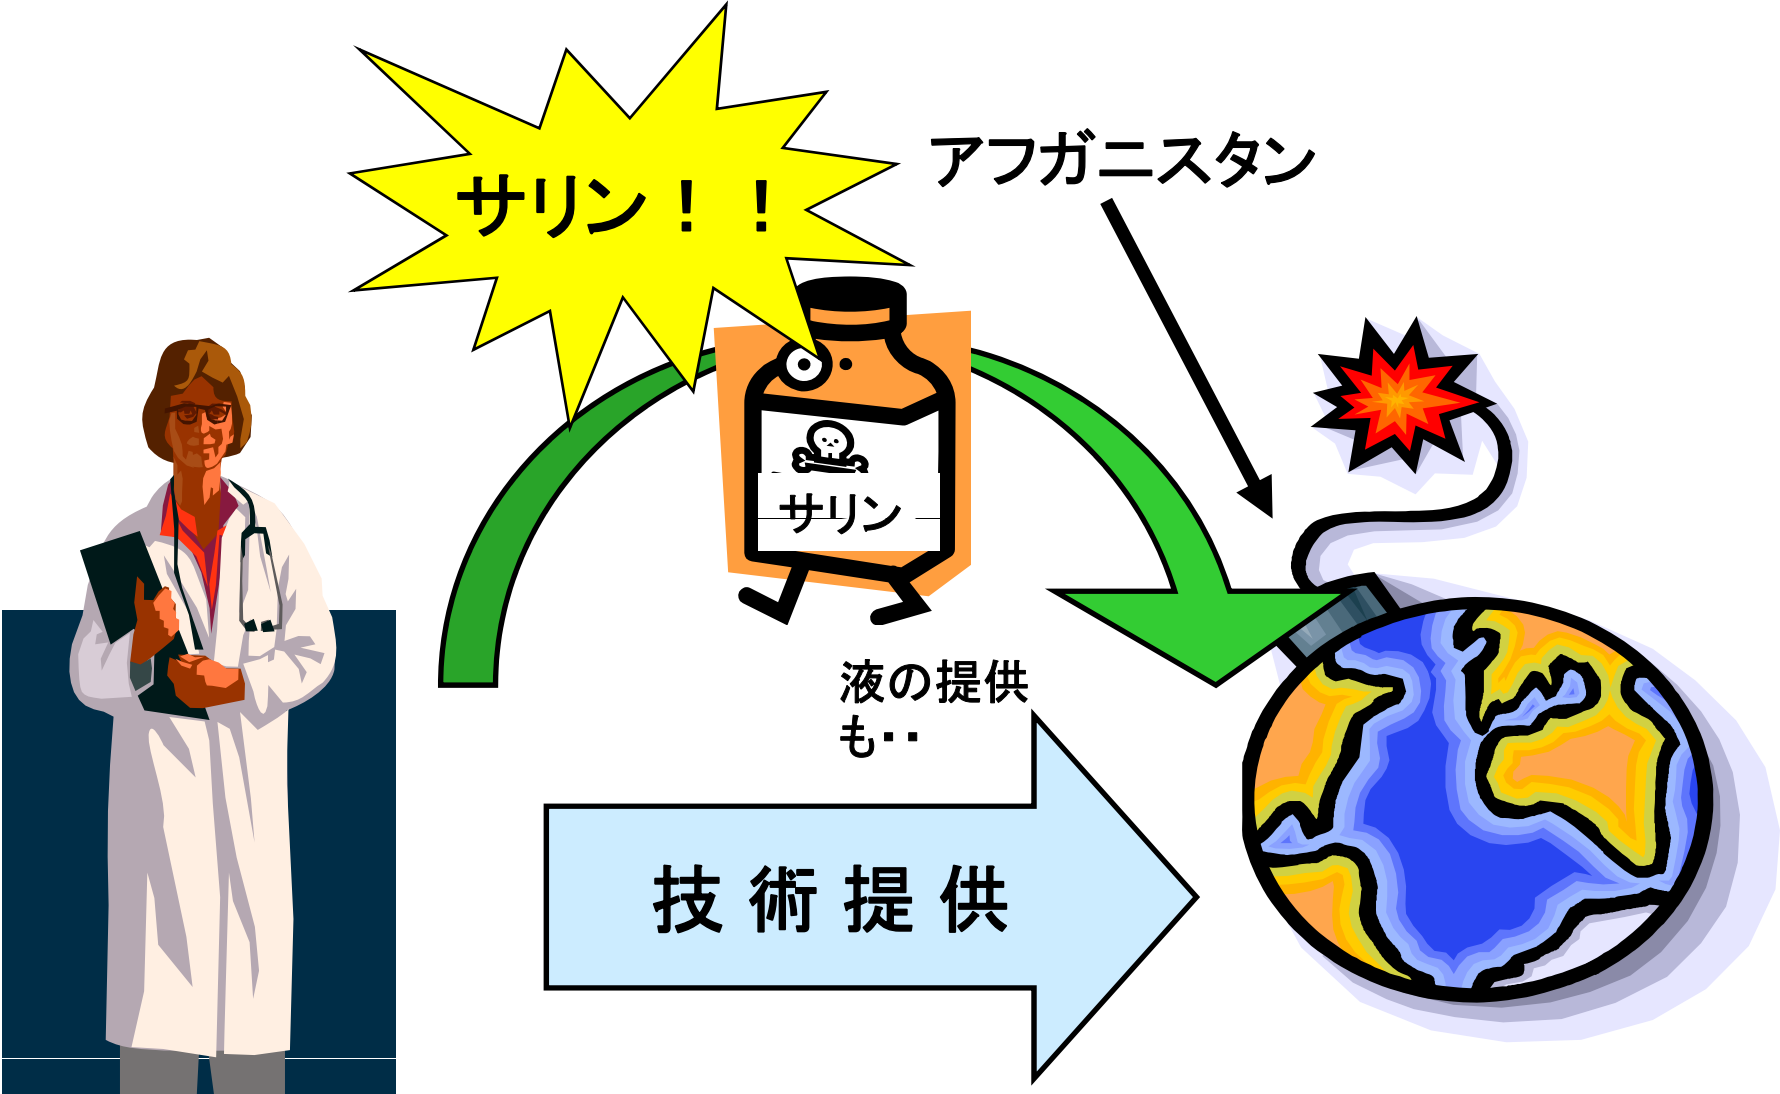 サリン！！
アフガニスタン
サリン
液の提供
も・・
技術提供